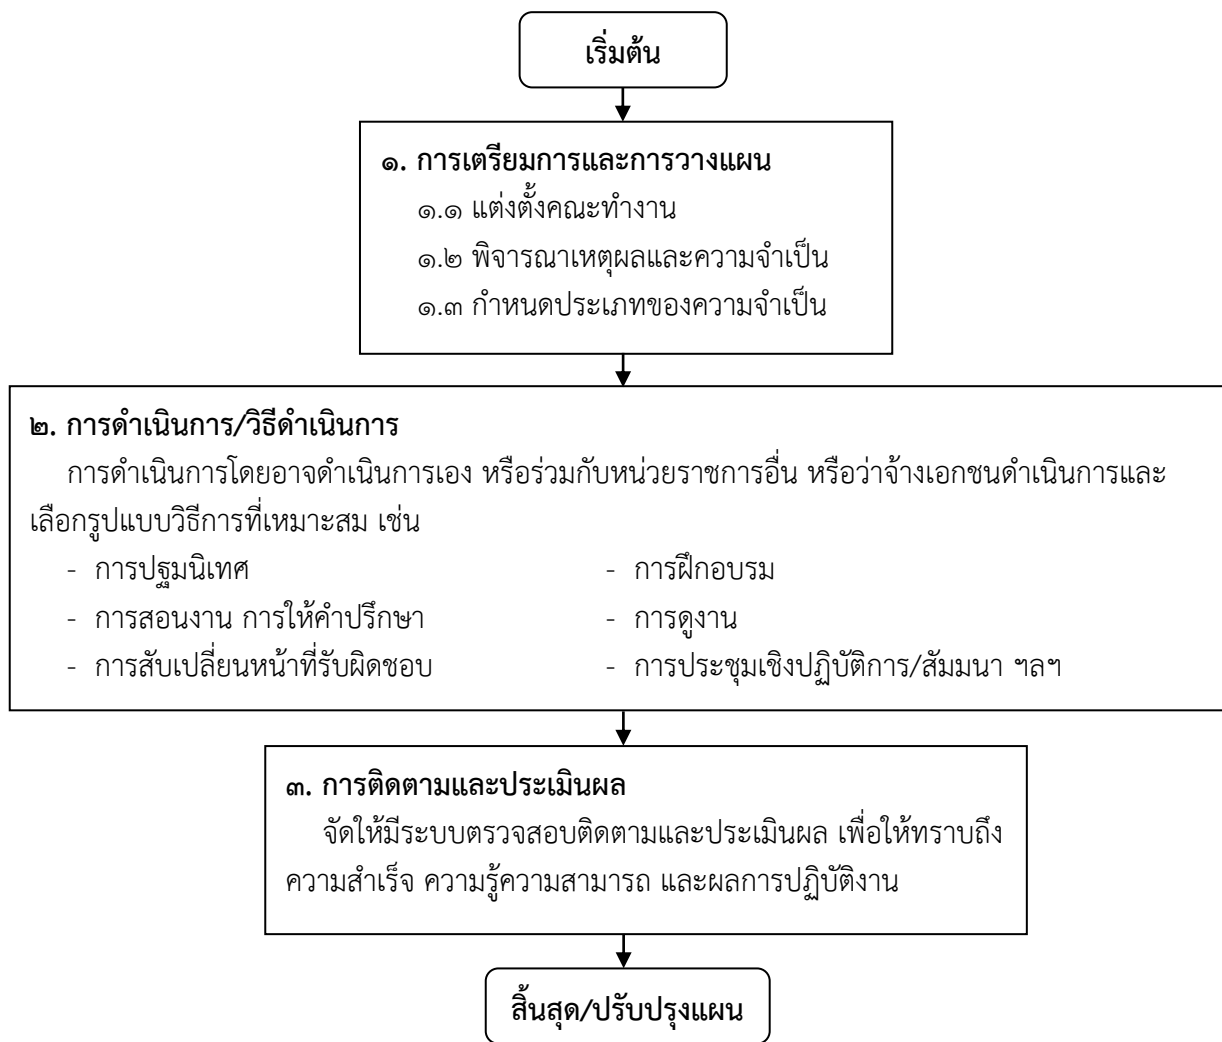 เริ่มต้น
๑. การเตรียมการและการวางแผน
๑.๑ แต่งตั้งคณะทำงาน
๑.๒ พิจารณาเหตุผลและความจำเป็น
๑.๓ กำหนดประเภทของความจำเป็น
๒. การดำเนินการ/วิธีดำเนินการ
การดำเนินการโดยอาจดำเนินการเอง หรือร่วมกับหน่วยราชการอื่น หรือว่าจ้างเอกชนดำเนินการและ
เลือกรูปแบบวิธีการที่เหมาะสม เช่น
- การปฐมนิเทศ - การฝึกอบรม
- การสอนงาน การให้คำปรึกษา - การดูงาน
- การสับเปลี่ยนหน้าที่รับผิดชอบ - การประชุมเชิงปฏิบัติการ/สัมมนา ฯลฯ
๓. การติดตามและประเมินผล
จัดให้มีระบบตรวจสอบติดตามและประเมินผล เพื่อให้ทราบถึง
ความสำเร็จ ความรู้ความสามารถ และผลการปฏิบัติงาน
สิ้นสุด/ปรับปรุงแผน